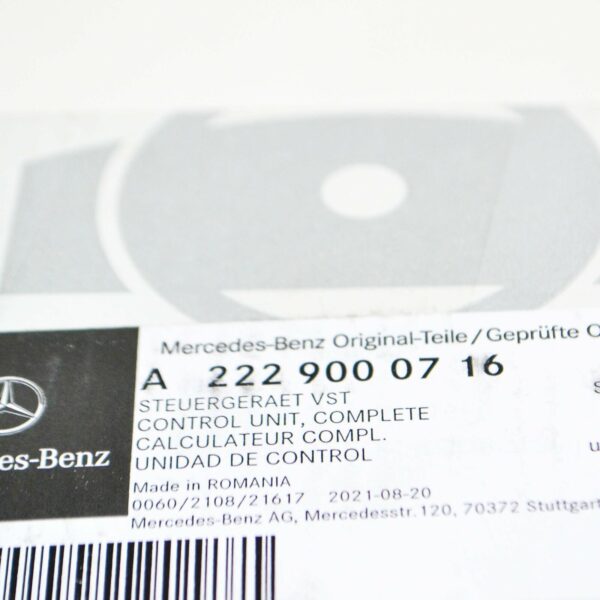 Mercedes-Benz Original-Teile/Geprüfte
A 222 900 07 16
STEUERGERAET VST
CONTROL UNIT, COMPLETE
CALCULATEUR COMPL.
UNIDAD DE CONTROL
es-Benz
Made in ROMANIA
0060/2108/21617 2021-08-20
Mercedes-Benz AG, Mercedesstr.120, 70372 Stuttgart